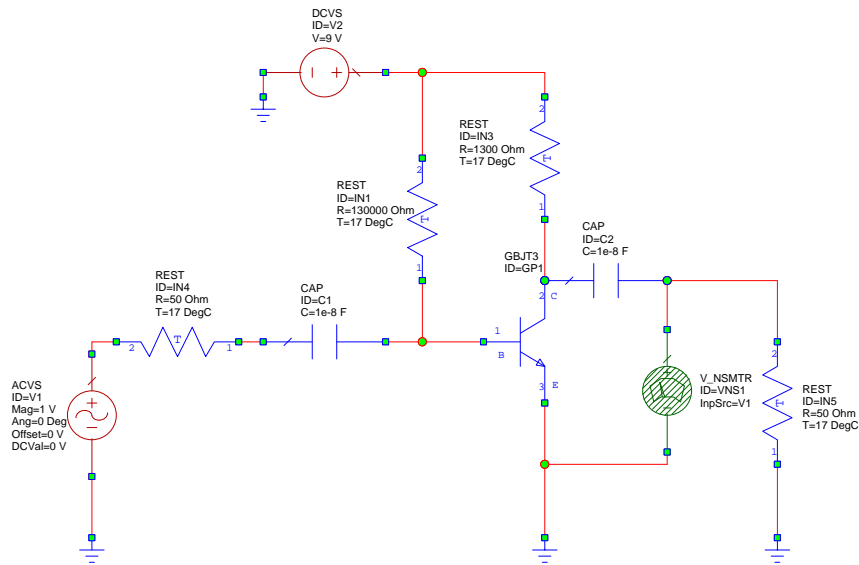 DCVS
ID=V2
V=9 V
2
REST
ID=IN3
R=1300 Ohm
T=17 DegC
T
1
2
REST
ID=IN1
R=130000 Ohm
T=17 DegC
T
1
CAP
ID=C2
C=1e-8 F
GBJT3
ID=GP1
2
C
REST
ID=IN4
R=50 Ohm
T=17 DegC
2
T
1
CAP
ID=C1
C=1e-8 F
1
B
3
E
ACVS
ID=V1
Mag=1 V
Ang=0 Deg
Offset=0 V
DCVal=0 V
V_NSMTR
ID=VNS1
InpSrc=V1
2
T
1
REST
ID=IN5
R=50 Ohm
T=17 DegC